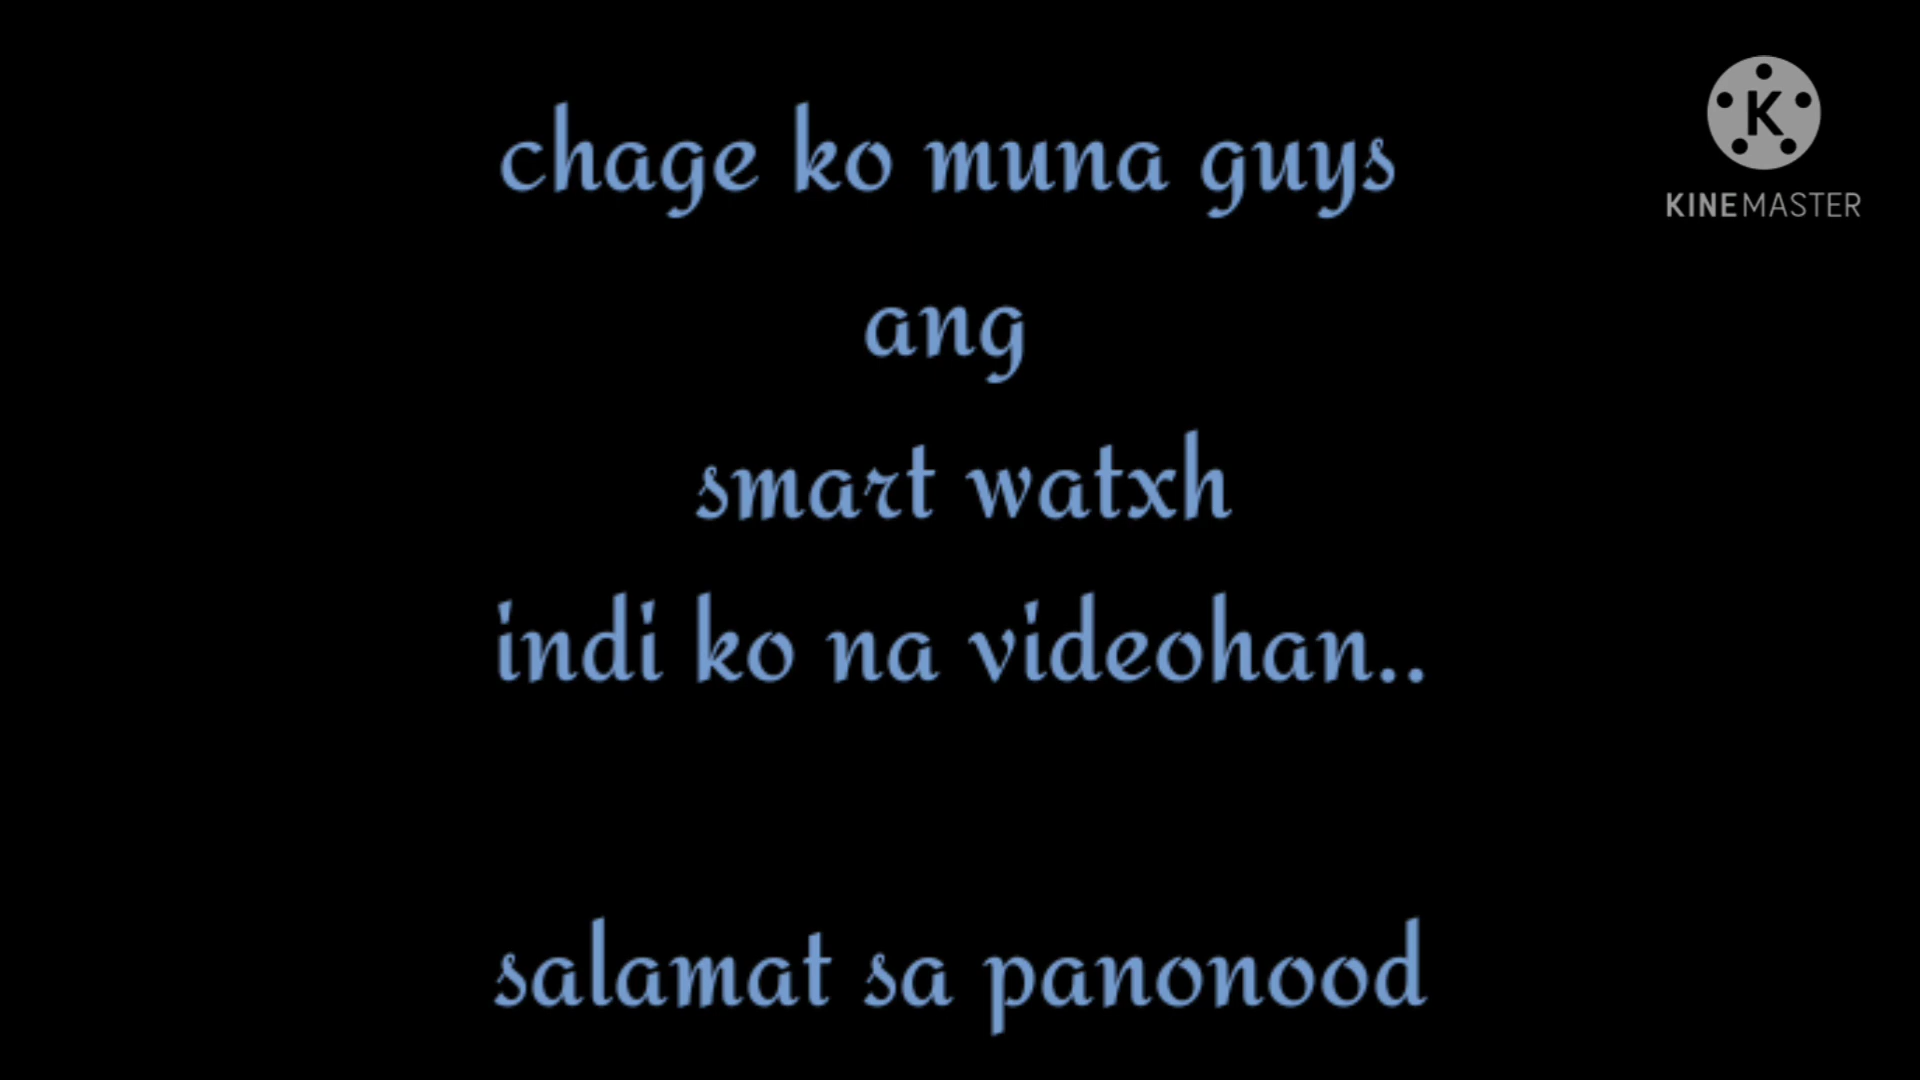 chage ko muna guys
ang
smart watxh
indi ko na videohan..
salamat sa panonood
K
KINEMASTER